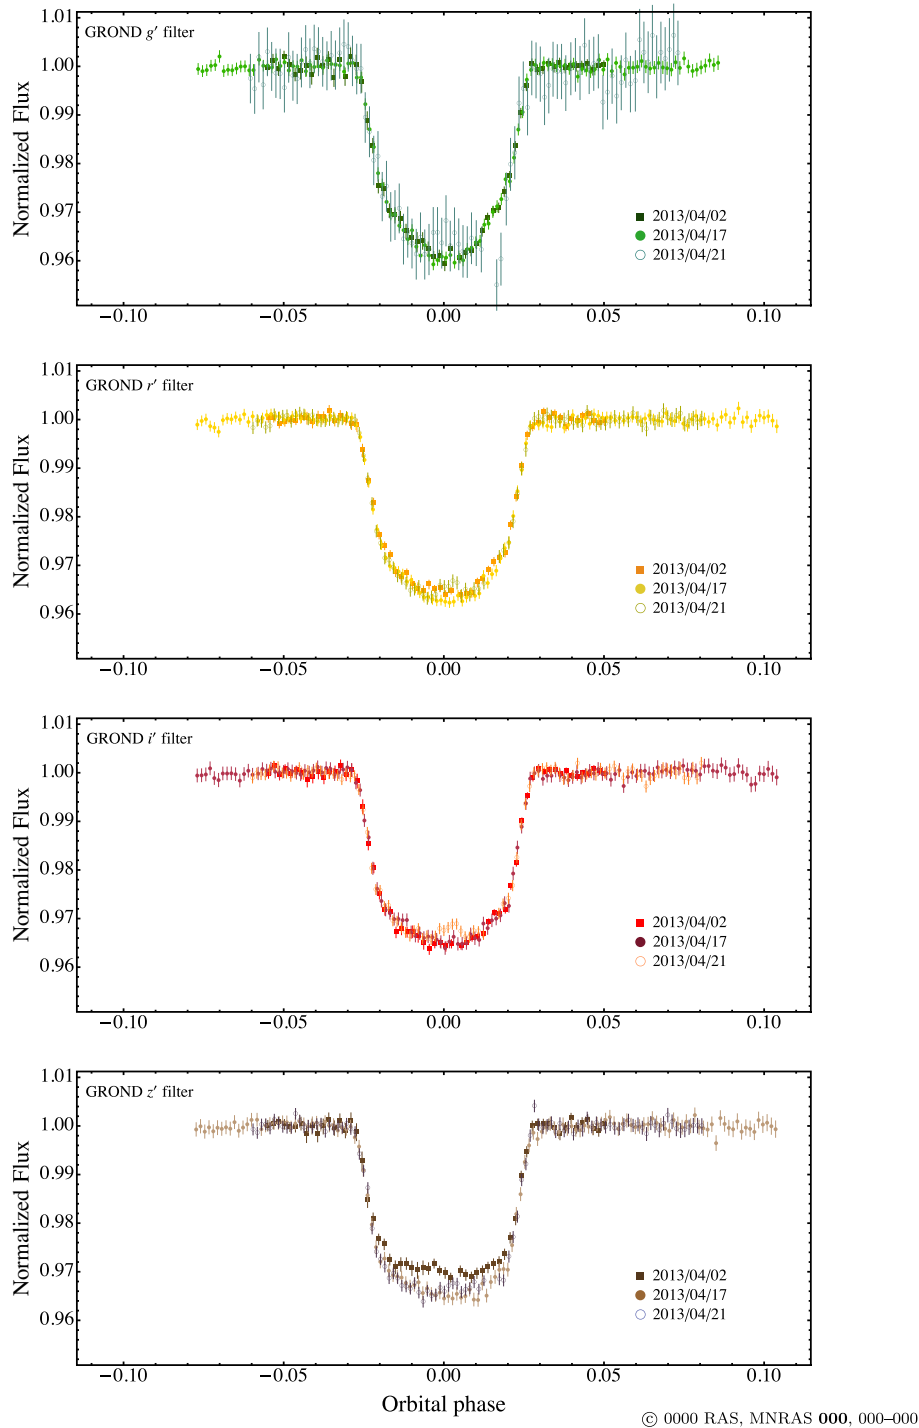 GROND g′ filter
1.01
1.00
0.99
0.98
0.97
0.96
Normalized Flux
2013/04/02
2013/04/17
2013/04/21
−0.10 −0.05 0.00 0.05 0.10
GROND r′ filter
1.01
1.00
0.99
0.98
0.97
0.96
Normalized Flux
2013/04/02
2013/04/17
2013/04/21
−0.10 −0.05 0.00 0.05 0.10
GROND i′ filter
1.01
1.00
0.99
0.98
0.97
0.96
Normalized Flux
2013/04/02
2013/04/17
2013/04/21
−0.10 −0.05 0.00 0.05 0.10
GROND z′ filter
1.01
1.00
0.99
0.98
0.97
0.96
Normalized Flux
2013/04/02
2013/04/17
2013/04/21
−0.10 −0.05 0.00 0.05 0.10
Orbital phase
© 0000 RAS, MNRAS 000, 000–000